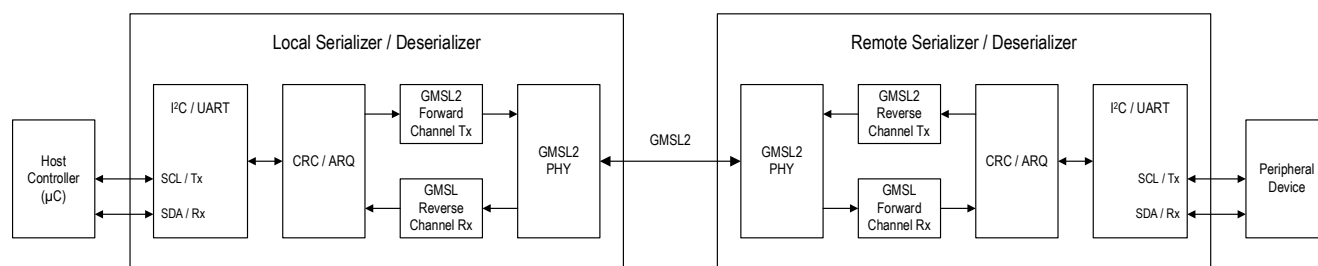 Local Serializer / Deserializer
Remote Serializer / Deserializer
Host
Controller
(µC)
I²C / UART
SCL / Tx
SDA / Rx
CRC / ARQ
GMSL2
Forward
Channel Tx
GMSL
Reverse
Channel Rx
GMSL2
PHY
GMSL2
GMSL2
PHY
GMSL2
Reverse
Channel Tx
GMSL
Forward
Channel Rx
CRC / ARQ
I²C / UART
SCL / Tx
SDA / Rx
Peripheral
Device